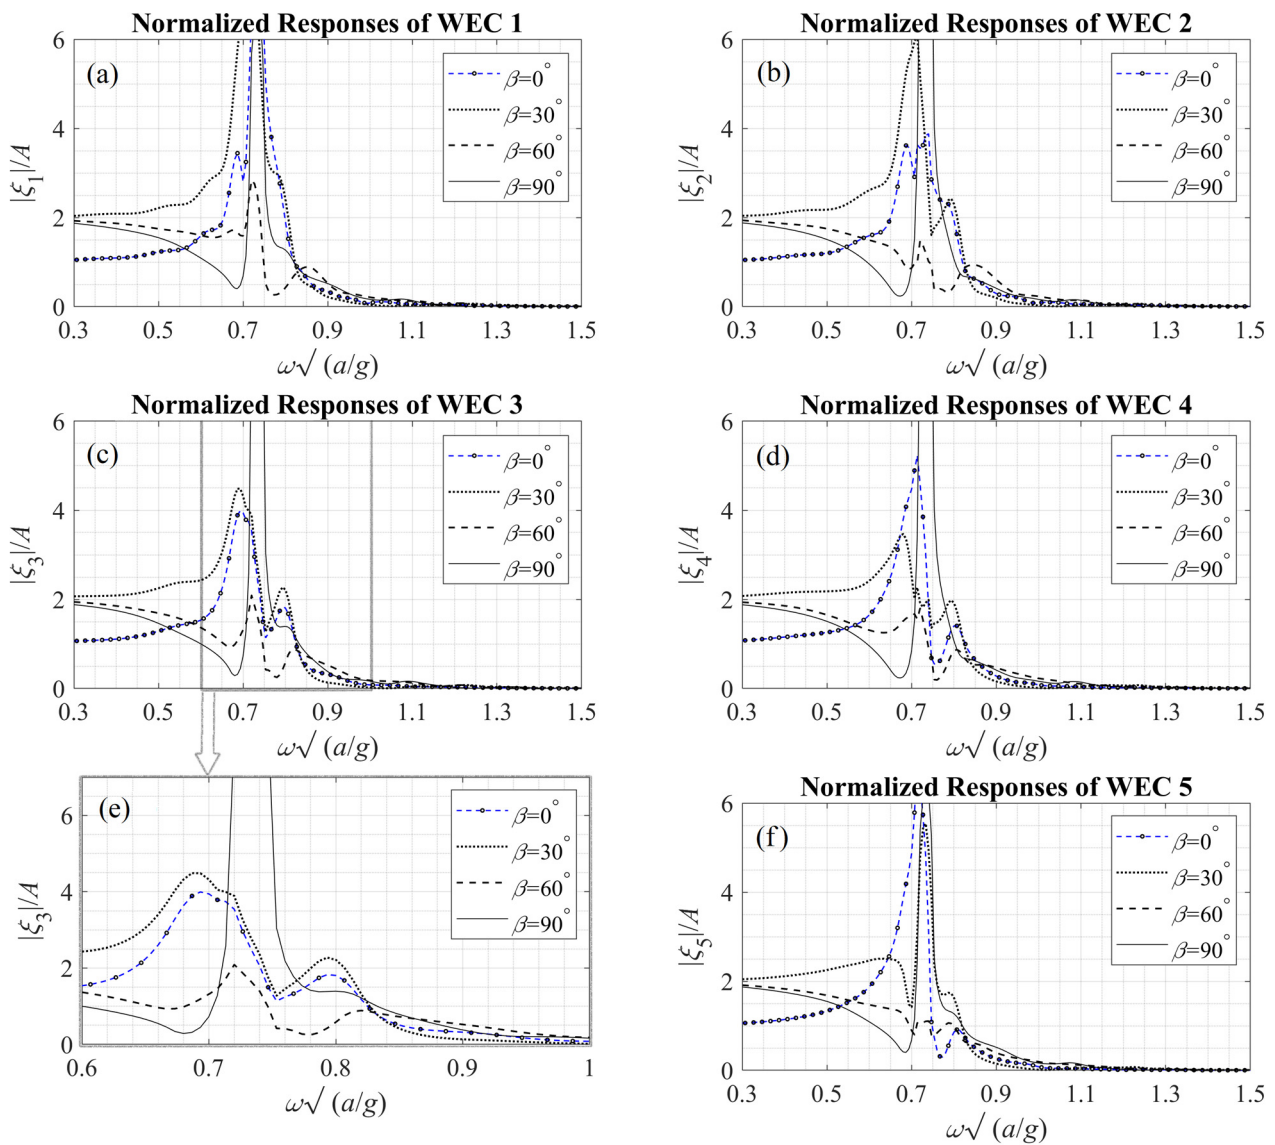 Normalized Responses of WEC 1
(a)
|ξ1|/A
6
4
2
0
0.3 0.5 0.7 0.9 1.1 1.3 1.5
ω√ (a/g)
β=0°
β=30°
β=60°
β=90°
Normalized Responses of WEC 2
(b)
|ξ2|/A
6
4
2
0
0.3 0.5 0.7 0.9 1.1 1.3 1.5
ω√ (a/g)
β=0°
β=30°
β=60°
β=90°
Normalized Responses of WEC 3
(c)
|ξ3|/A
6
4
2
0
0.3 0.5 0.7 0.9 1.1 1.3 1.5
ω√ (a/g)
β=0°
β=30°
β=60°
β=90°
Normalized Responses of WEC 4
(d)
|ξ4|/A
6
4
2
0
0.3 0.5 0.7 0.9 1.1 1.3 1.5
ω√ (a/g)
β=0°
β=30°
β=60°
β=90°
(e)
|ξ3|/A
6
4
2
0
0.6 0.7 0.8 0.9 1
ω√ (a/g)
β=0°
β=30°
β=60°
β=90°
Normalized Responses of WEC 5
(f)
|ξ5|/A
6
4
2
0
0.3 0.5 0.7 0.9 1.1 1.3 1.5
ω√ (a/g)
β=0°
β=30°
β=60°
β=90°